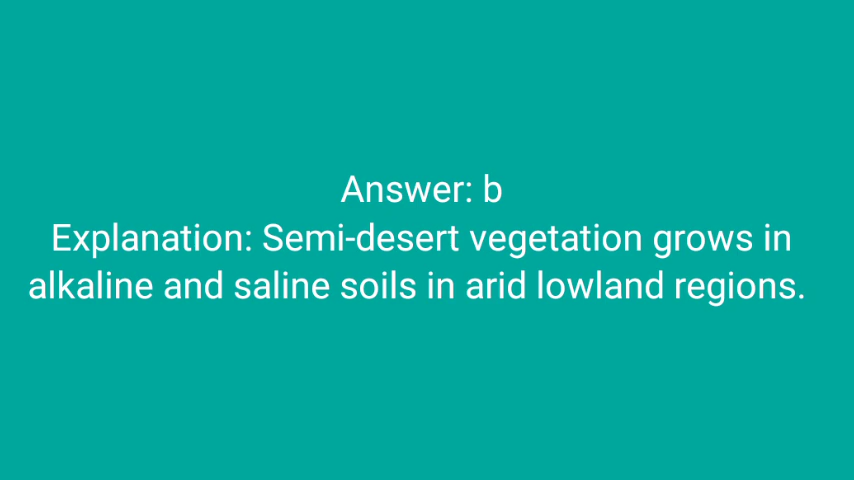 Answer: b
Explanation: Semi-desert vegetation grows in
alkaline and saline soils in arid lowland regions.